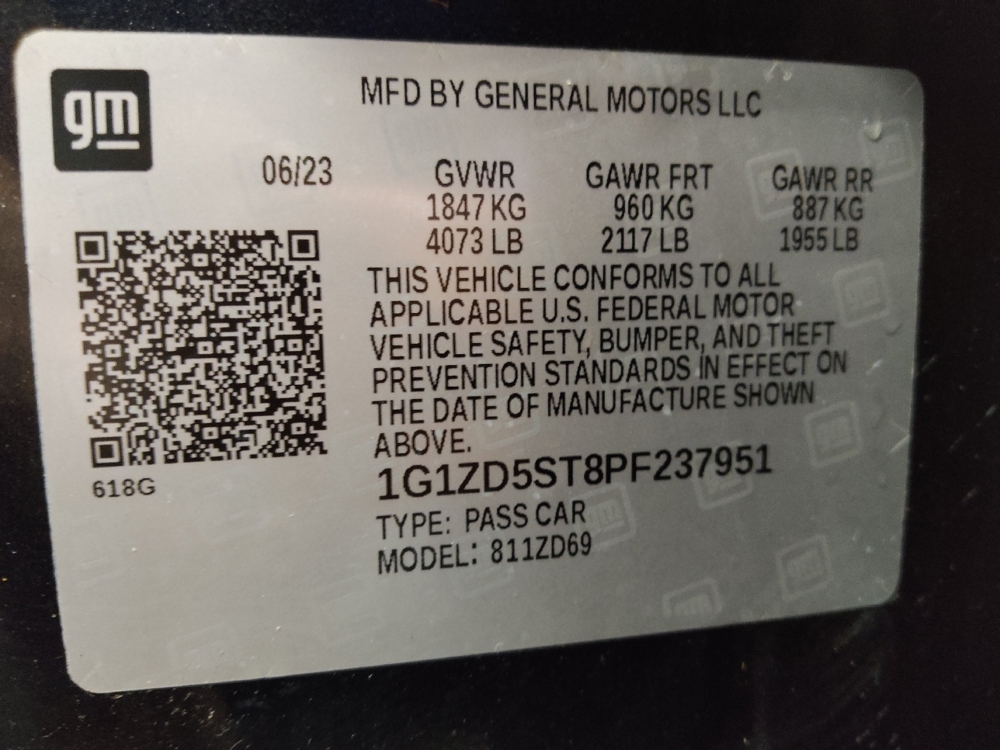 gm
MFD BY GENERAL MOTORS LLC
06/23 GVWR GAWR FRT GAWR RR
1847 KG 960 KG 887 KG
4073 LB 2117 LB 1955 LB
THIS VEHICLE CONFORMS TO ALL
APPLICABLE U.S. FEDERAL MOTOR
VEHICLE SAFETY, BUMPER, AND THEFT
PREVENTION STANDARDS IN EFFECT ON
THE DATE OF MANUFACTURE SHOWN
ABOVE.
618G
1G1ZD5ST8PF237951
TYPE: PASS CAR
MODEL: 811ZD69